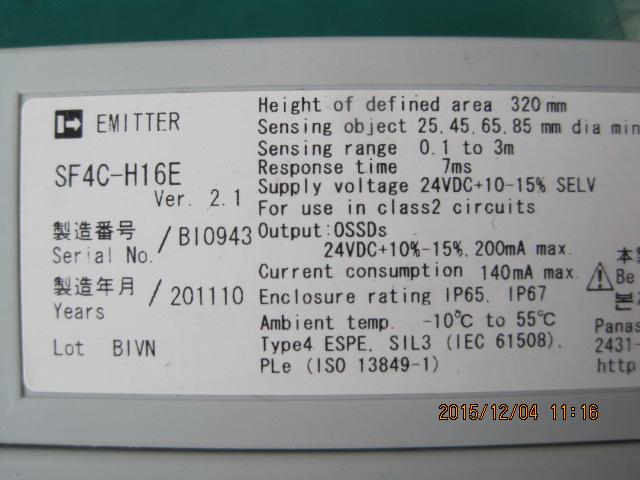 EMITTER
SF4C-H16E
Ver. 2.1
製造番号
Serial No. / BI0943
製造年月
Years / 201110
Lot BIVN
Height of defined area 320 mm
Sensing object 25,45,65,85 mm dia min
Sensing range 0.1 to 3m
Response time 7ms
Supply voltage 24VDC+10-15% SELV
For use in class2 circuits
Output:OSSDs
24VDC+10%-15%, 200mA max.
Current consumption 140mA max.
Enclosure rating IP65, IP67
Ambient temp. -10℃ to 55℃
Type4 ESPE, SIL3 (IEC 61508),
PLe (ISO 13849-1)
本
Be
본
Panas
2431-
http
2015/12/04 11:16